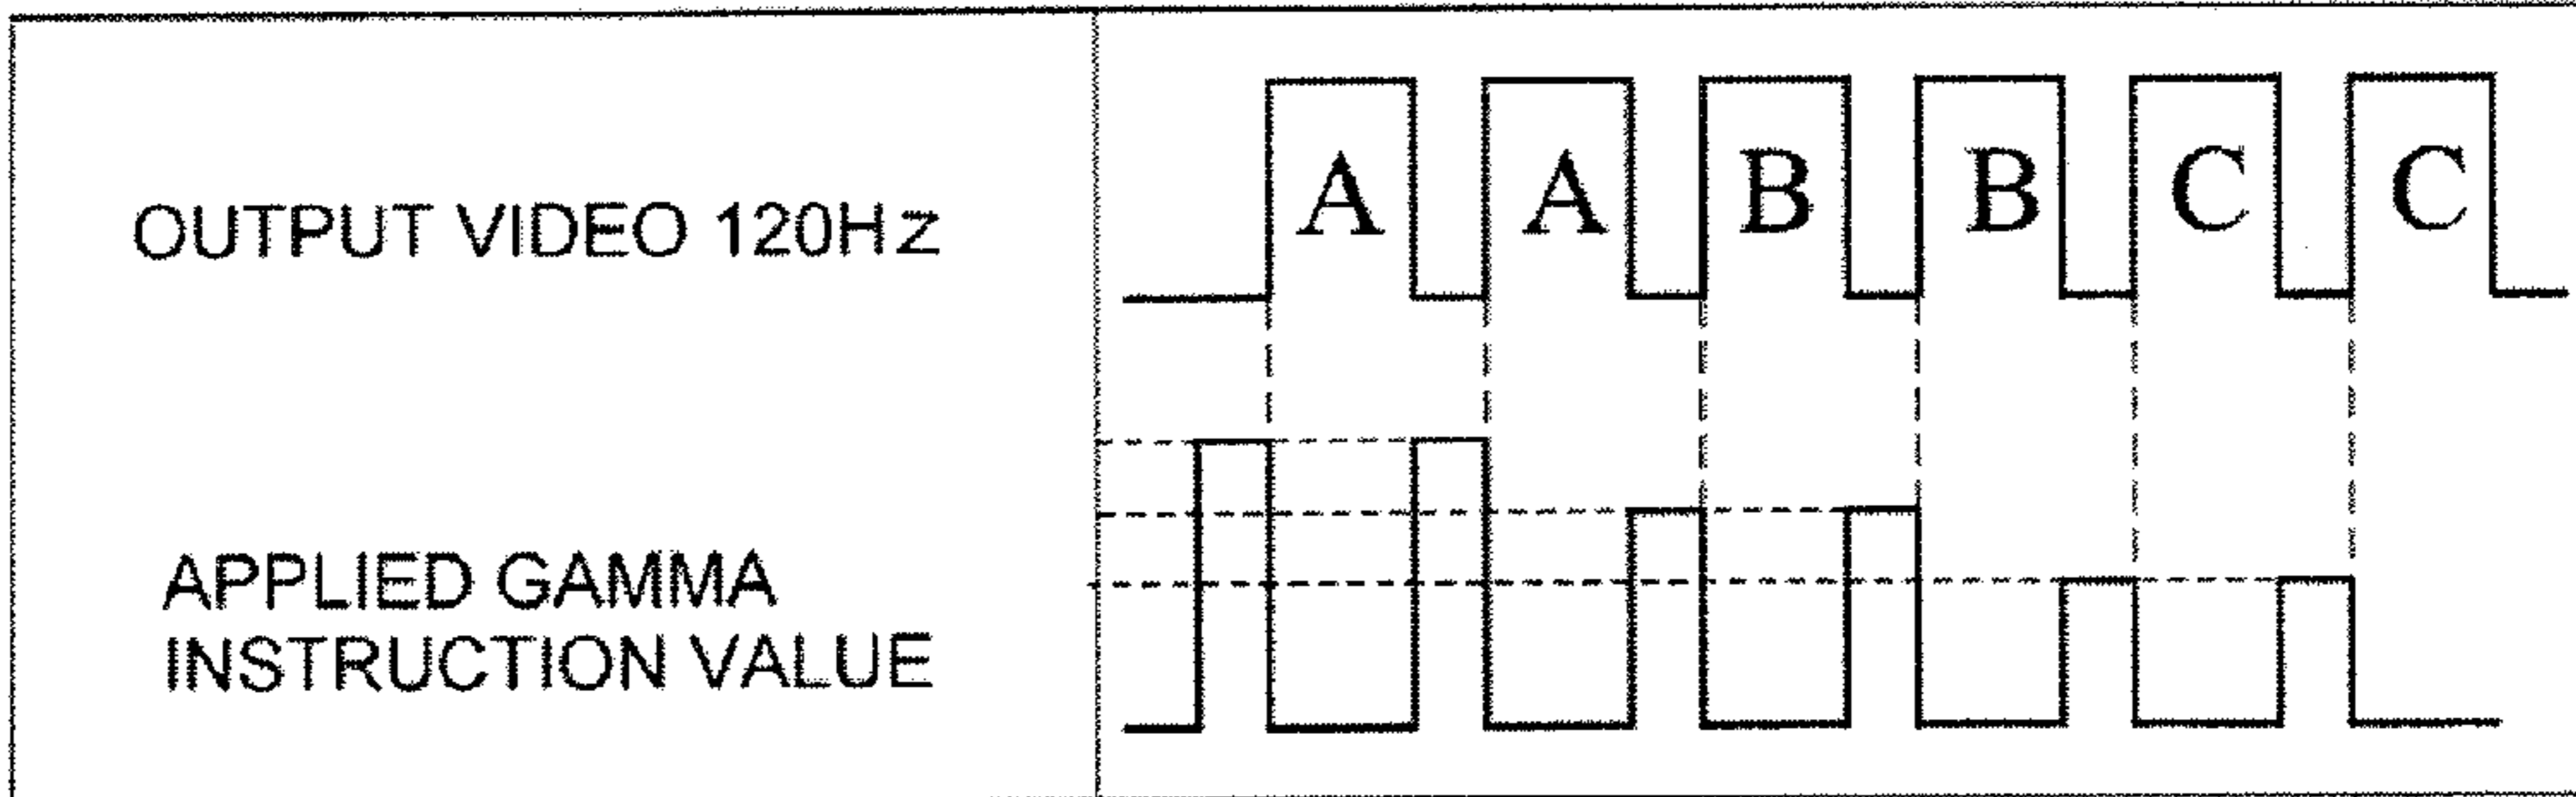 OUTPUT VIDEO 120Hz
A A B B C C
APPLIED GAMMA
INSTRUCTION VALUE